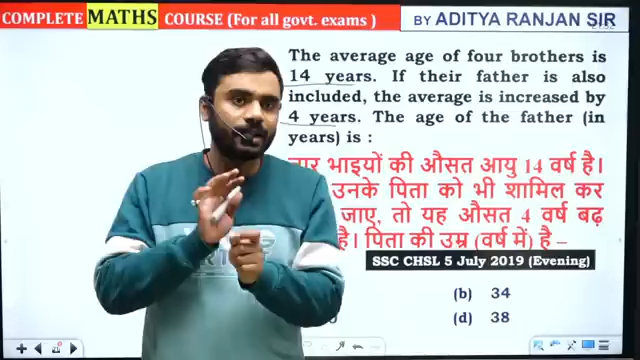 COMPLETE MATHS COURSE (For all govt. exams)
BY ADITYA RANJAN SIR
The average age of four brothers is
14 years. If their father is also
included, the average is increased by
4 years. The age of the father (in
years) is :
भाइयों की औसत आयु 14 वर्ष है।
उनके पिता को भी शामिल कर
जाए, तो यह औसत 4 वर्ष बढ़
है। पिता की उम्र (वर्ष में) है –
SSC CHSL 5 July 2019 (Evening)
(b) 34
(d) 38